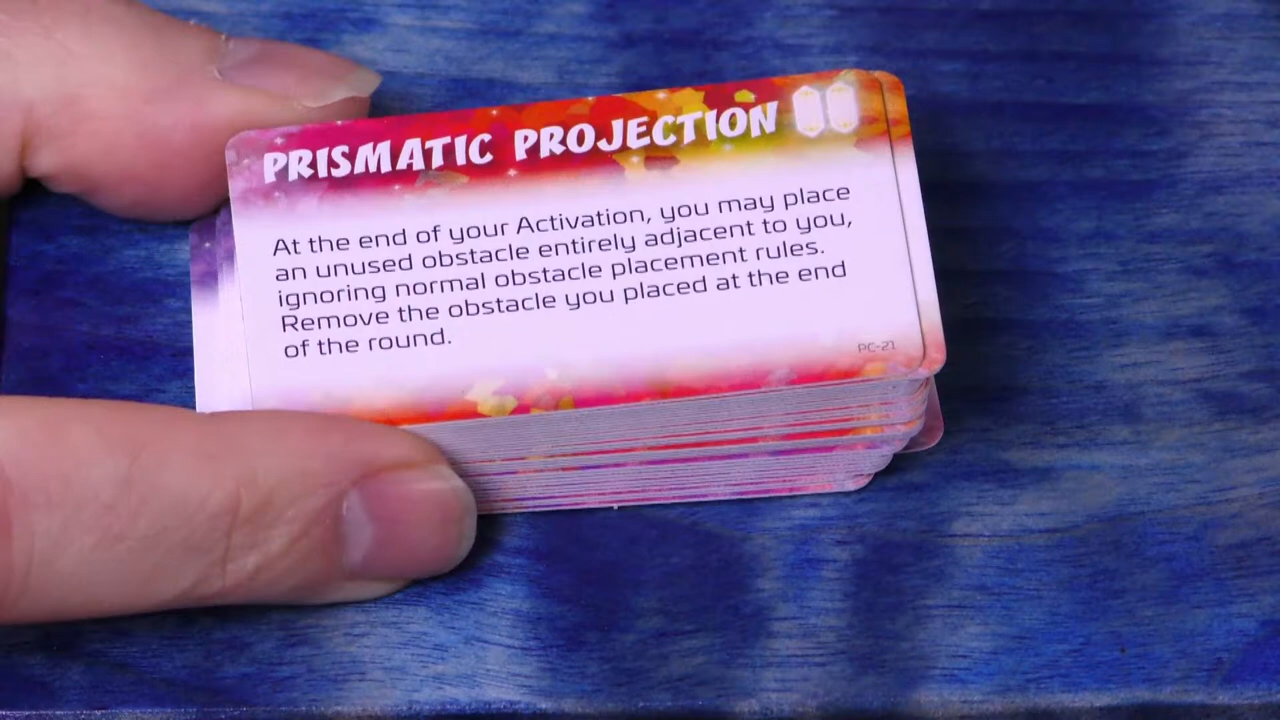 PRISMATIC PROJECTION
At the end of your Activation, you may place
an unused obstacle entirely adjacent to you,
ignoring normal obstacle placement rules.
Remove the obstacle you placed at the end
of the round.
PC-21